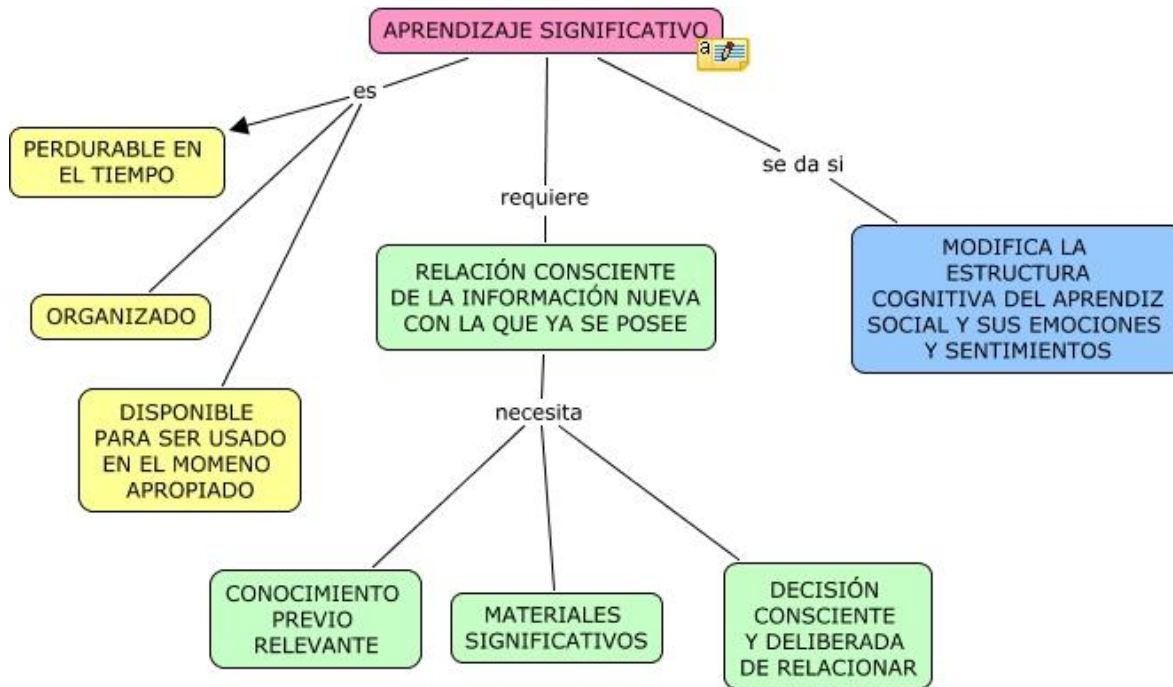 APRENDIZAJE SIGNIFICATIVO
a
es
PERDURABLE EN
EL TIEMPO
ORGANIZADO
DISPONIBLE
PARA SER USADO
EN EL MOMENO
APROPIADO
requiere
RELACIÓN CONSCIENTE
DE LA INFORMACIÓN NUEVA
CON LA QUE YA SE POSEE
necesita
CONOCIMIENTO
PREVIO
RELEVANTE
MATERIALES
SIGNIFICATIVOS
DECISIÓN
CONSCIENTE
Y DELIBERADA
DE RELACIONAR
se da si
MODIFICA LA
ESTRUCTURA
COGNITIVA DEL APRENDIZ
SOCIAL Y SUS EMOCIONES
Y SENTIMIENTOS